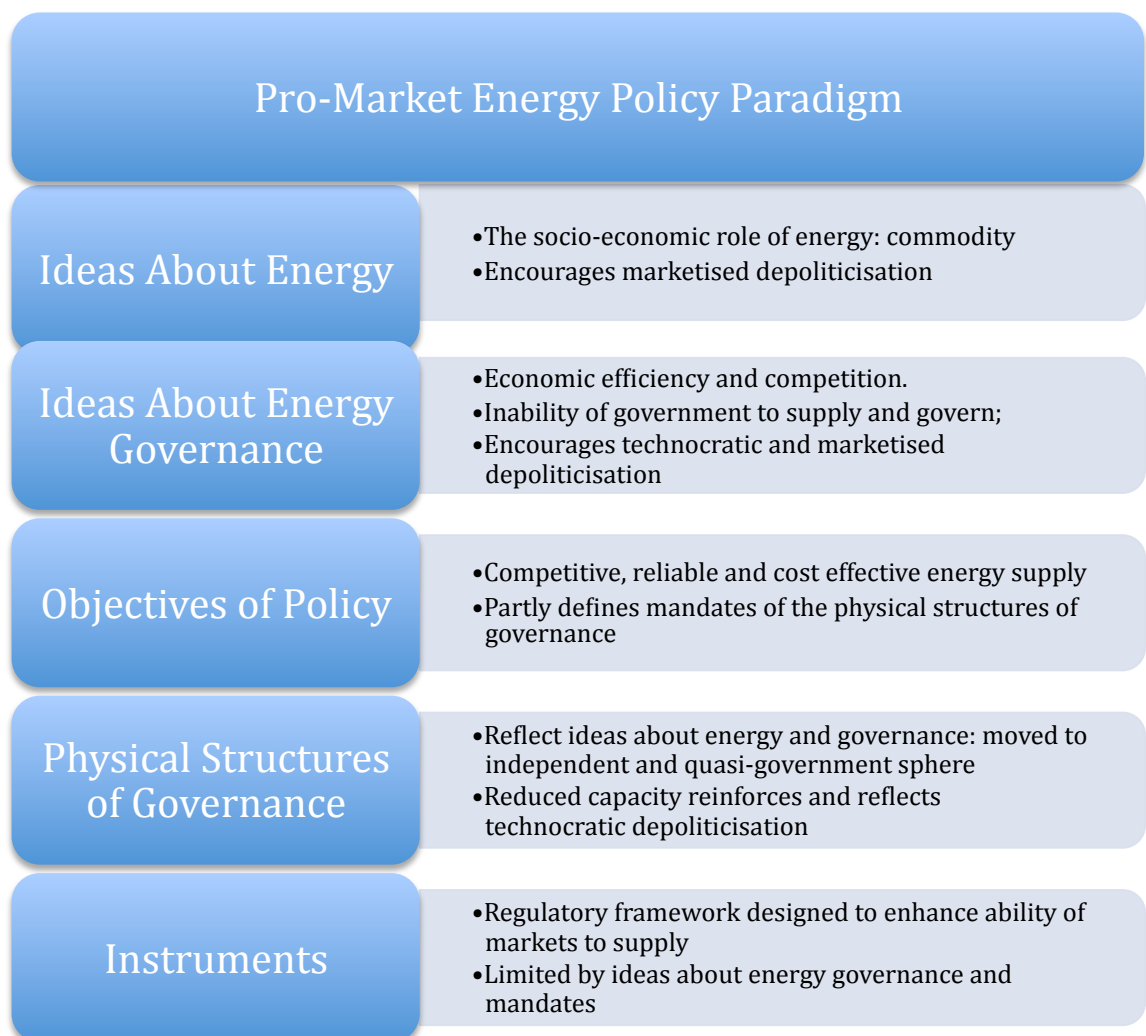 Pro-Market Energy Policy Paradigm
Ideas About Energy
•The socio-economic role of energy: commodity
•Encourages marketised depoliticisation
Ideas About Energy
Governance
•Economic efficiency and competition.
•Inability of government to supply and govern;
•Encourages technocratic and marketised
depoliticisation
Objectives of Policy
•Competitive, reliable and cost effective energy supply
•Partly defines mandates of the physical structures of
governance
Physical Structures
of Governance
•Reflect ideas about energy and governance: moved to
independent and quasi-government sphere
•Reduced capacity reinforces and reflects
technocratic depoliticisation
Instruments
•Regulatory framework designed to enhance ability of
markets to supply
•Limited by ideas about energy governance and
mandates